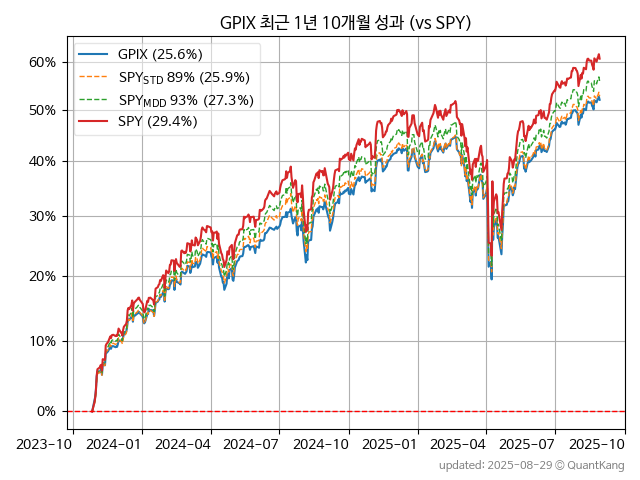 GPIX 최근 1년 10개월 성과 (vs SPY)
GPIX (25.6%)
SPY_STD 89% (25.9%)
SPY_MDD 93% (27.3%)
SPY (29.4%)
60%
50%
40%
30%
20%
10%
0%
2023-10 2024-01 2024-04 2024-07 2024-10 2025-01 2025-04 2025-07 2025-10
updated: 2025-08-29 © QuantKang